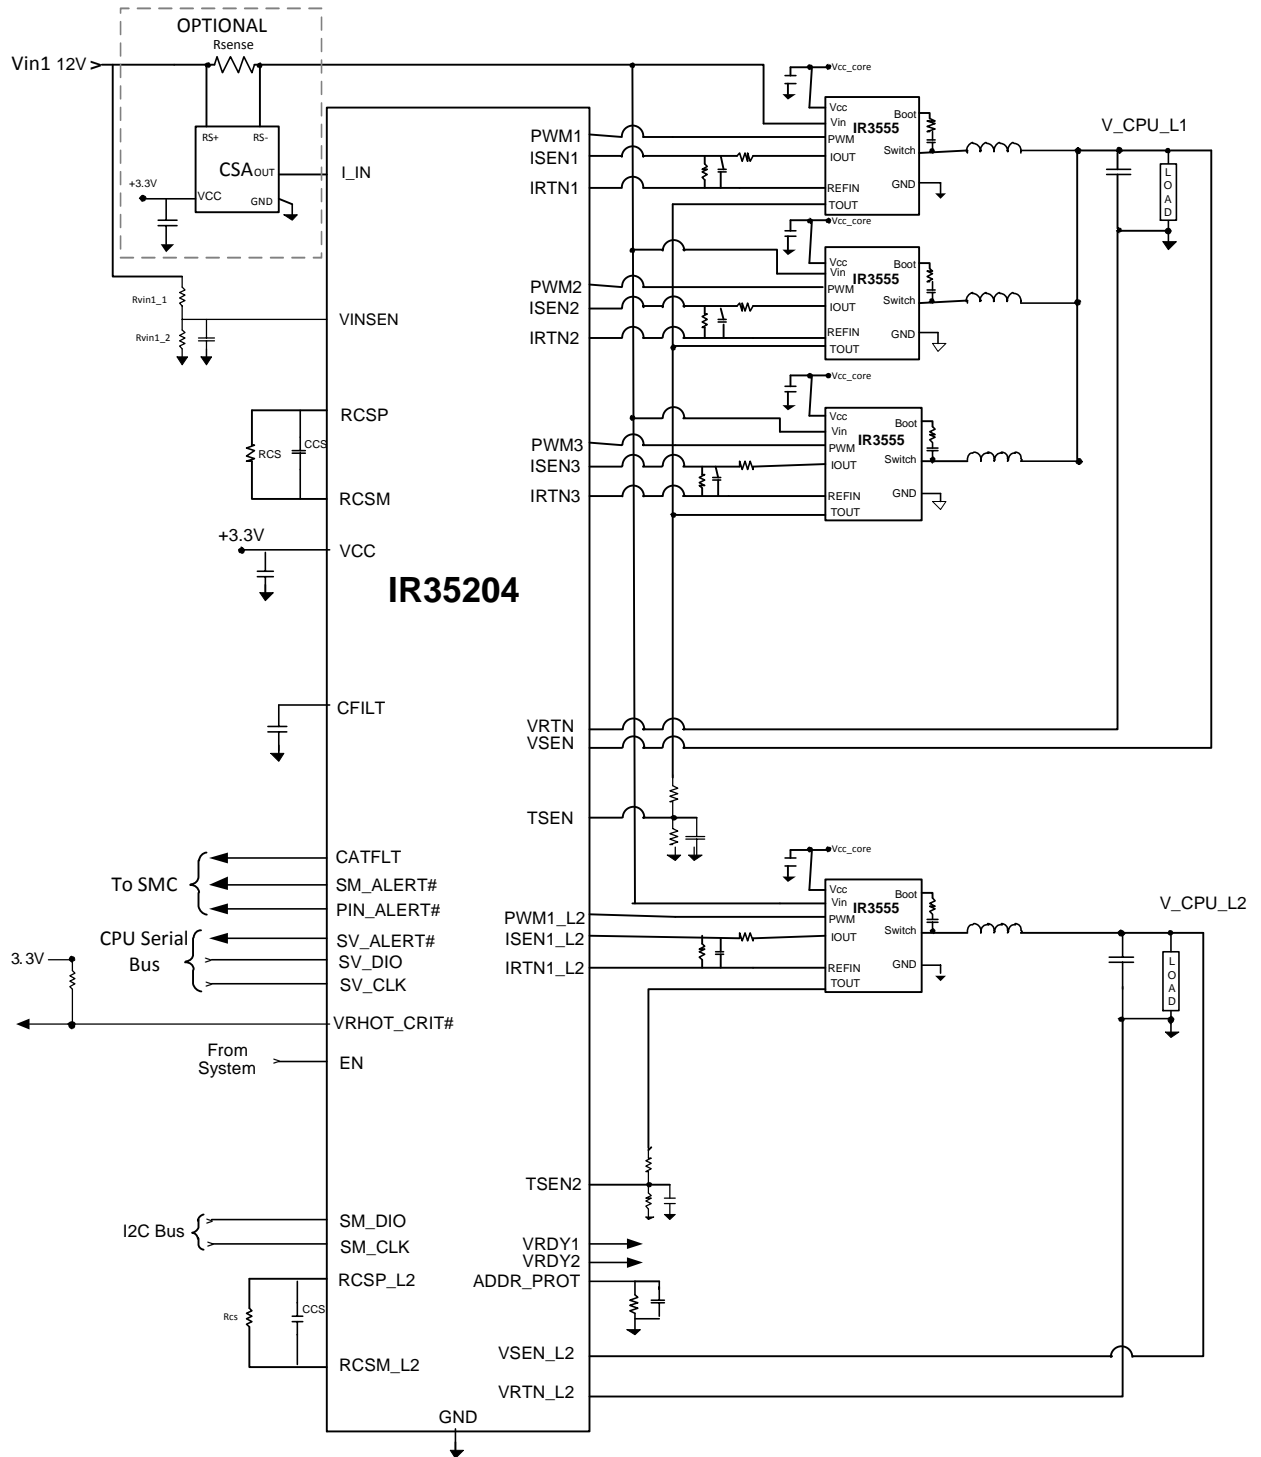 OPTIONAL
Rsense
Vin1 12V
RS+ RS-
CSA OUT
+3.3V
VCC
GND
I_IN
Rvin1_1
Rvin1_2
VINSEN
RCSP
RCS
CCS
RCSM
+3.3V
VCC
IR35204
CFILT
To SMC
CATFLT
SM_ALERT#
PIN_ALERT#
CPU Serial
Bus
SV_ALERT#
SV_DIO
SV_CLK
3.3V
VRHOT_CRIT#
From
System
EN
I2C Bus
SM_DIO
SM_CLK
RCSP_L2
Rcs
CCS
RCSM_L2
GND
PWM1
ISEN1
IRTN1
PWM2
ISEN2
IRTN2
PWM3
ISEN3
IRTN3
VRTN
VSEN
TSEN
PWM1_L2
ISEN1_L2
IRTN1_L2
TSEN2
VRDY1
VRDY2
ADDR_PROT
VSEN_L2
VRTN_L2
Vcc_core
Vcc
Vin
IR3555
PWM
IOUT
REFIN
TOUT
Boot
Switch
GND
Vcc_core
Vcc
Vin
IR3555
PWM
IOUT
REFIN
TOUT
Boot
Switch
GND
Vcc_core
Vcc
Vin
IR3555
PWM
IOUT
REFIN
TOUT
Boot
Switch
GND
V_CPU_L1
LOAD
Vcc_core
Vcc
Vin
IR3555
PWM
IOUT
REFIN
TOUT
Boot
Switch
GND
V_CPU_L2
LOAD